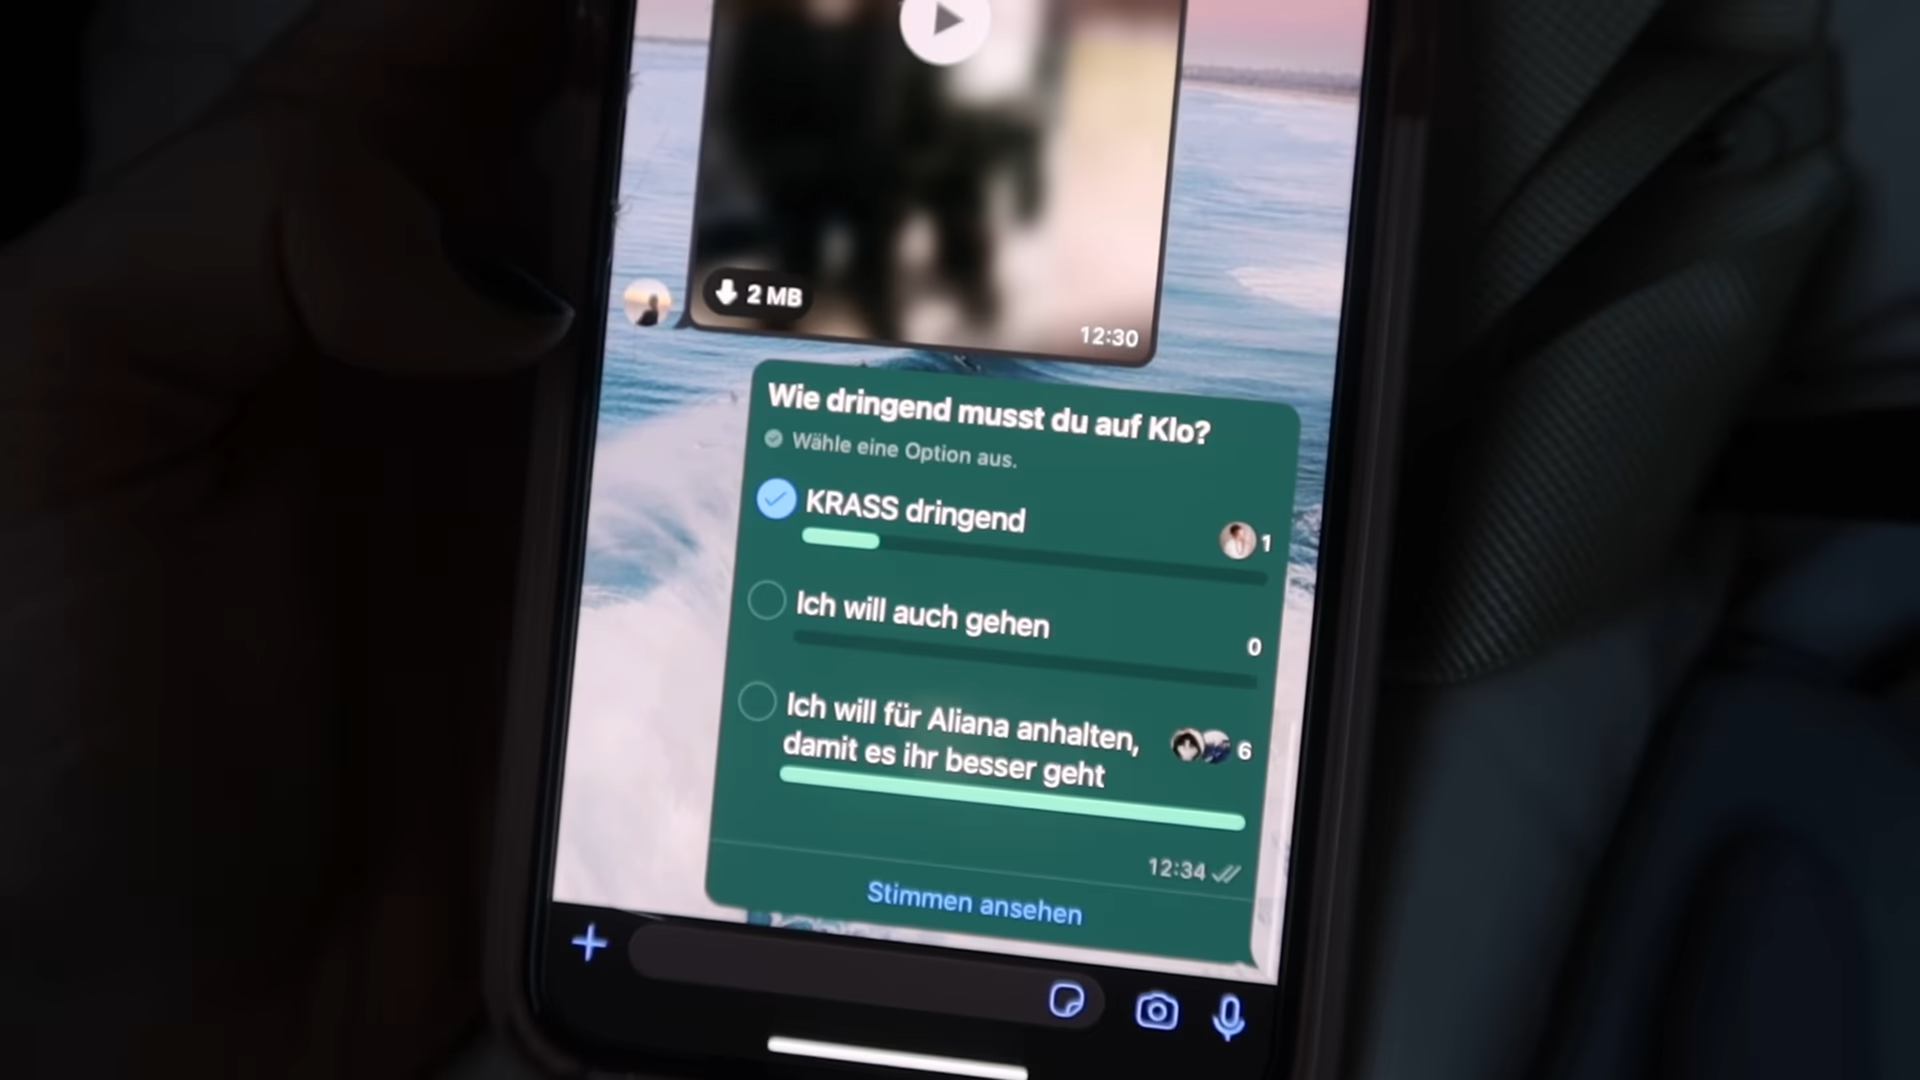 2 MB
12:30
Wie dringend musst du auf Klo?
Wähle eine Option aus.
KRASS dringend
1
Ich will auch gehen
0
Ich will für Aliana anhalten,
damit es ihr besser geht
6
12:34
Stimmen ansehen